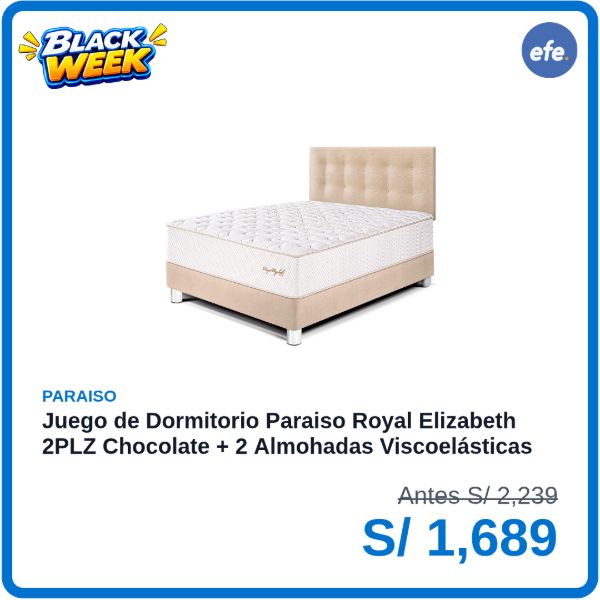 BLACK
WEEK
efe.
PARAISO
Juego de Dormitorio Paraiso Royal Elizabeth
2PLZ Chocolate + 2 Almohadas Viscoelásticas
Antes S/ 2,239
S/ 1,689